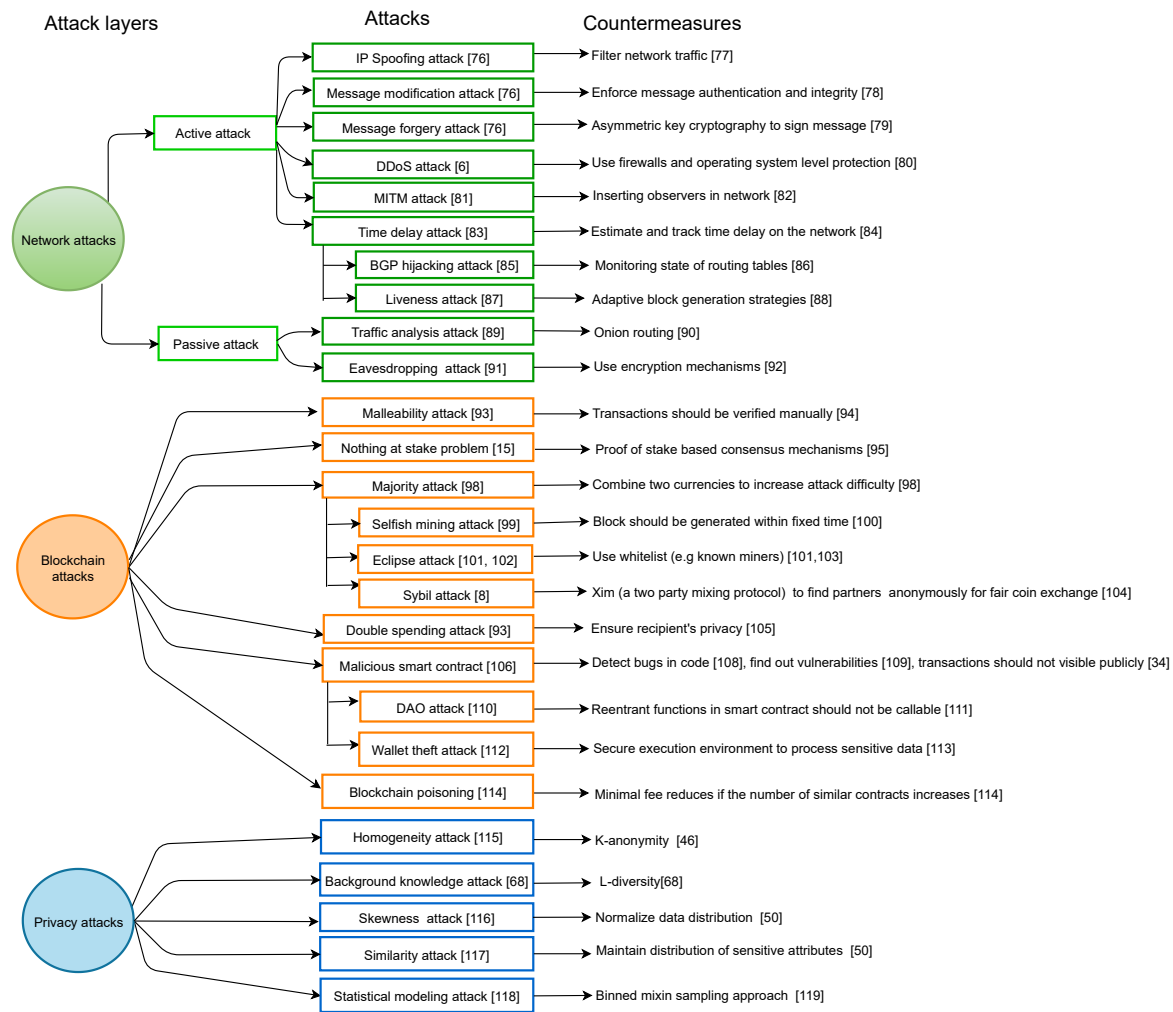 Attack layers
Attacks
Countermeasures
IP Spoofing attack [76]
Filter network traffic [77]
Message modification attack [76]
Enforce message authentication and integrity [78]
Active attack
Message forgery attack [76]
Asymmetric key cryptography to sign message [79]
DDoS attack [6]
Use firewalls and operating system level protection [80]
MITM attack [81]
Inserting observers in network [82]
Network attacks
Time delay attack [83]
Estimate and track time delay on the network [84]
BGP hijacking attack [85]
Monitoring state of routing tables [86]
Liveness attack [87]
Adaptive block generation strategies [88]
Passive attack
Traffic analysis attack [89]
Onion routing [90]
Eavesdropping  attack [91]
Use encryption mechanisms [92]
Malleability attack [93]
Transactions should be verified manually [94]
Nothing at stake problem [15]
Proof of stake based consensus mechanisms [95]
Majority attack [98]
Combine two currencies to increase attack difficulty [98]
Selfish mining attack [99]
Block should be generated within fixed time [100]
Blockchain
attacks
Eclipse attack [101, 102]
Use whitelist (e.g known miners) [101,103]
Sybil attack [8]
Xim (a two party mixing protocol)  to find partners  anonymously for fair coin exchange [104]
Double spending attack [93]
Ensure recipient's privacy [105]
Malicious smart contract [106]
Detect bugs in code [108], find out vulnerabilities [109], transactions should not visible publicly [34]
DAO attack [110]
Reentrant functions in smart contract should not be callable [111]
Wallet theft attack [112]
Secure execution environment to process sensitive data [113]
Blockchain poisoning [114]
Minimal fee reduces if the number of similar contracts increases [114]
Homogeneity attack [115]
K-anonymity  [46]
Background knowledge attack [68]
L-diversity[68]
Privacy attacks
Skewness  attack [116]
Normalize data distribution  [50]
Similarity attack [117]
Maintain distribution of sensitive attributes  [50]
Statistical modeling attack [118]
Binned mixin sampling approach  [119]